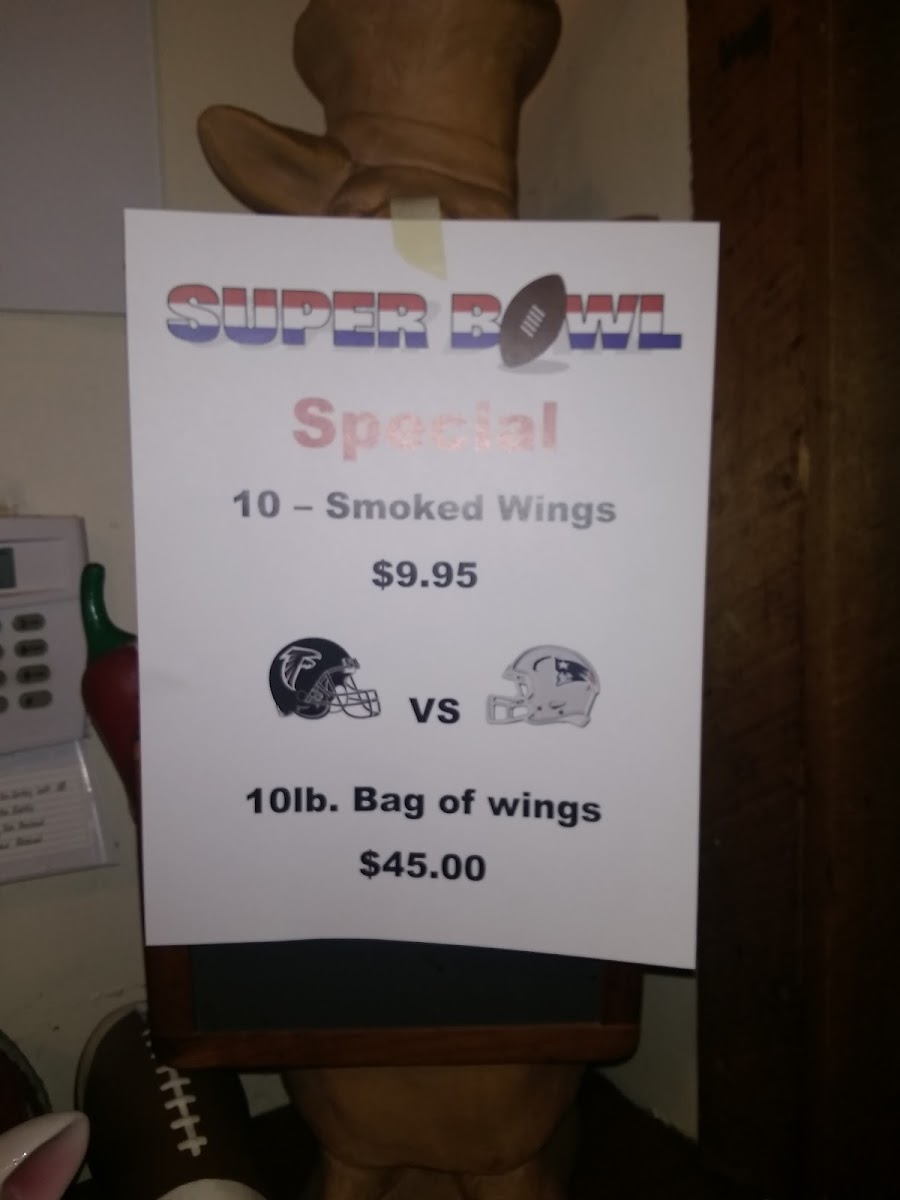 SUPER BOWL
Special
10 – Smoked Wings
$9.95
VS
10lb. Bag of wings
$45.00